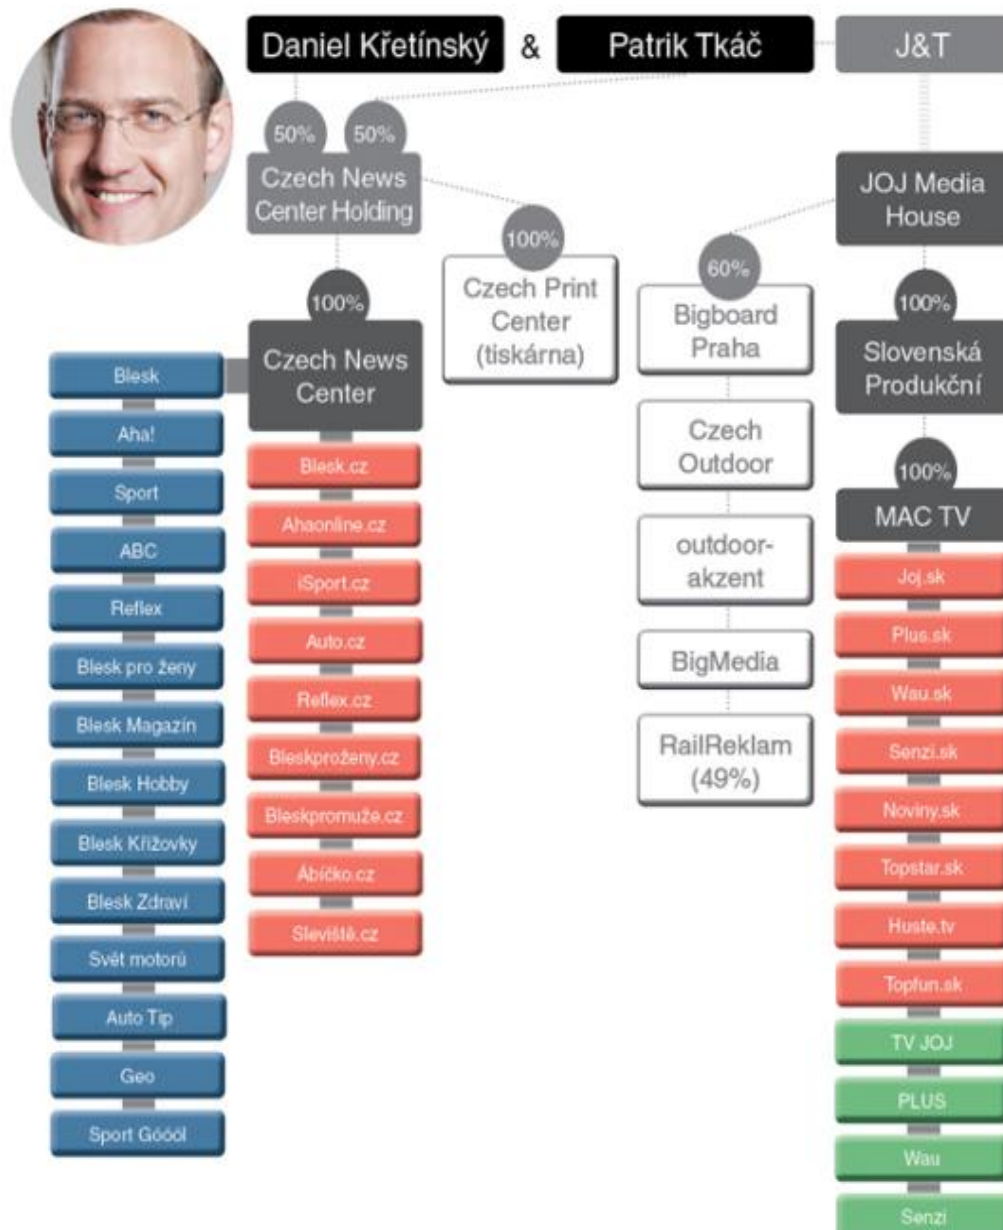 Daniel Křetínský
&
Patrik Tkáč
J&T
50%
50%
Czech News
Center Holding
JOJ Media
House
100%
Czech Print
Center
(tiskárna)
60%
Bigboard
Praha
100%
Czech News
Center
100%
Slovenská
Produkční
Blesk
Aha!
Sport
ABC
Reflex
Blesk pro ženy
Blesk Magazín
Blesk Hobby
Blesk Křížovky
Blesk Zdraví
Svět motorů
Auto Tip
Geo
Sport Góóól
Blesk.cz
Ahaonline.cz
iSport.cz
Auto.cz
Reflex.cz
Bleskproženy.cz
Bleskpromuže.cz
Ábíčko.cz
Sleviště.cz
Czech
Outdoor
outdoor-
akzent
BigMedia
RailReklam
(49%)
100%
MAC TV
Joj.sk
Plus.sk
Wau.sk
Senzi.sk
Noviny.sk
Topstar.sk
Huste.tv
Topfun.sk
TV JOJ
PLUS
Wau
Senzi